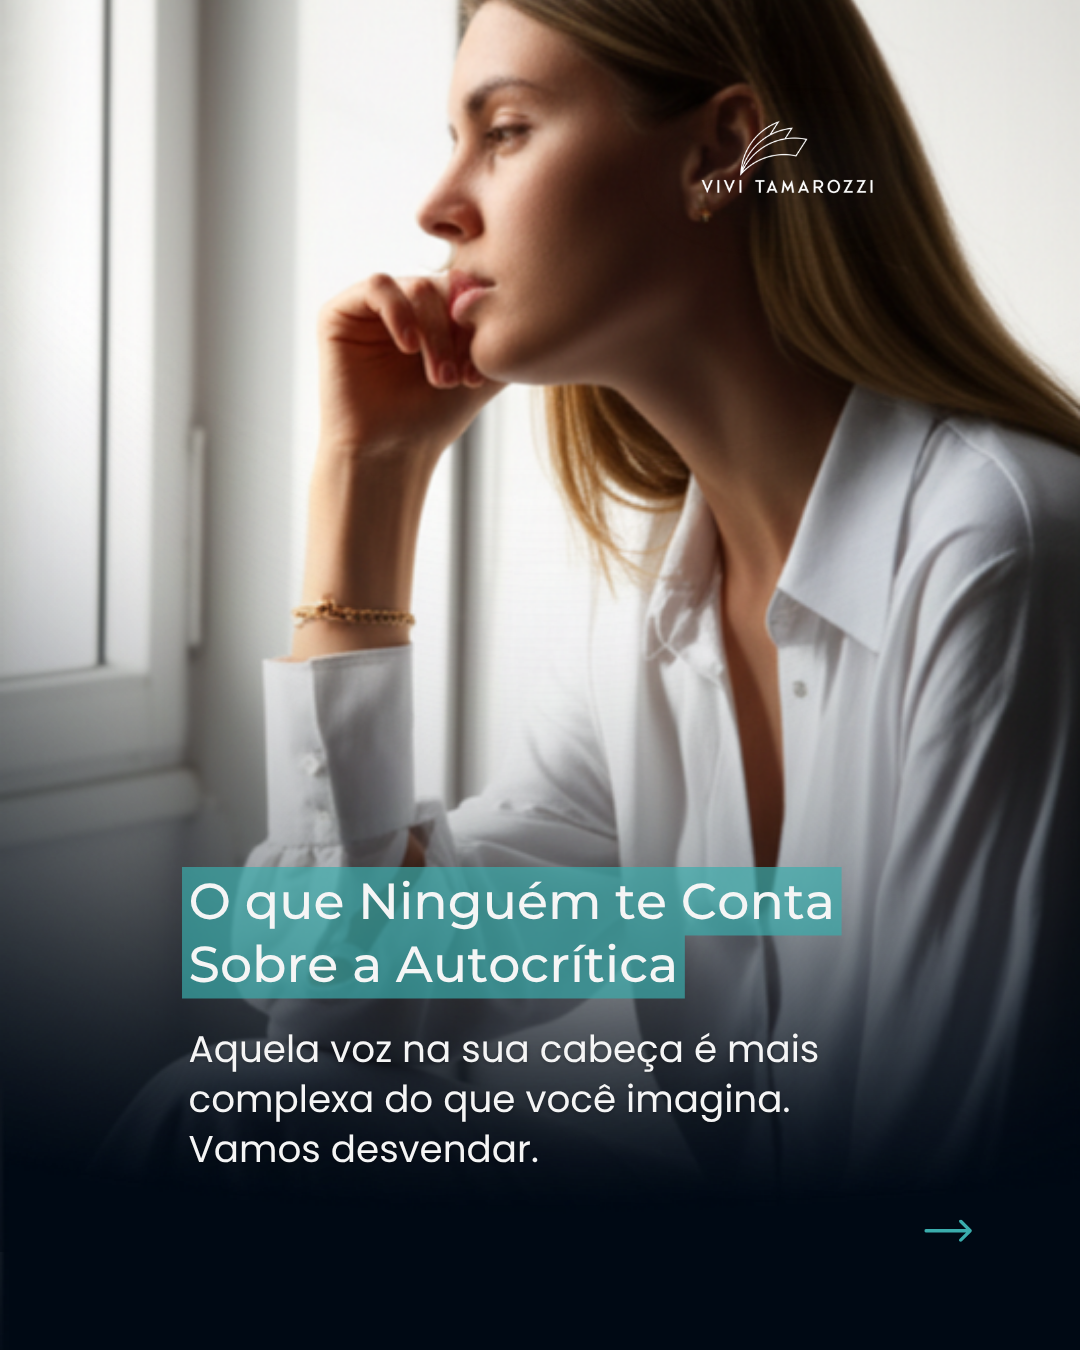 VIVI TAMAROZZI
O que Ninguém te Conta
Sobre a Autocrítica
Aquela voz na sua cabeça é mais
complexa do que você imagina.
Vamos desvendar.